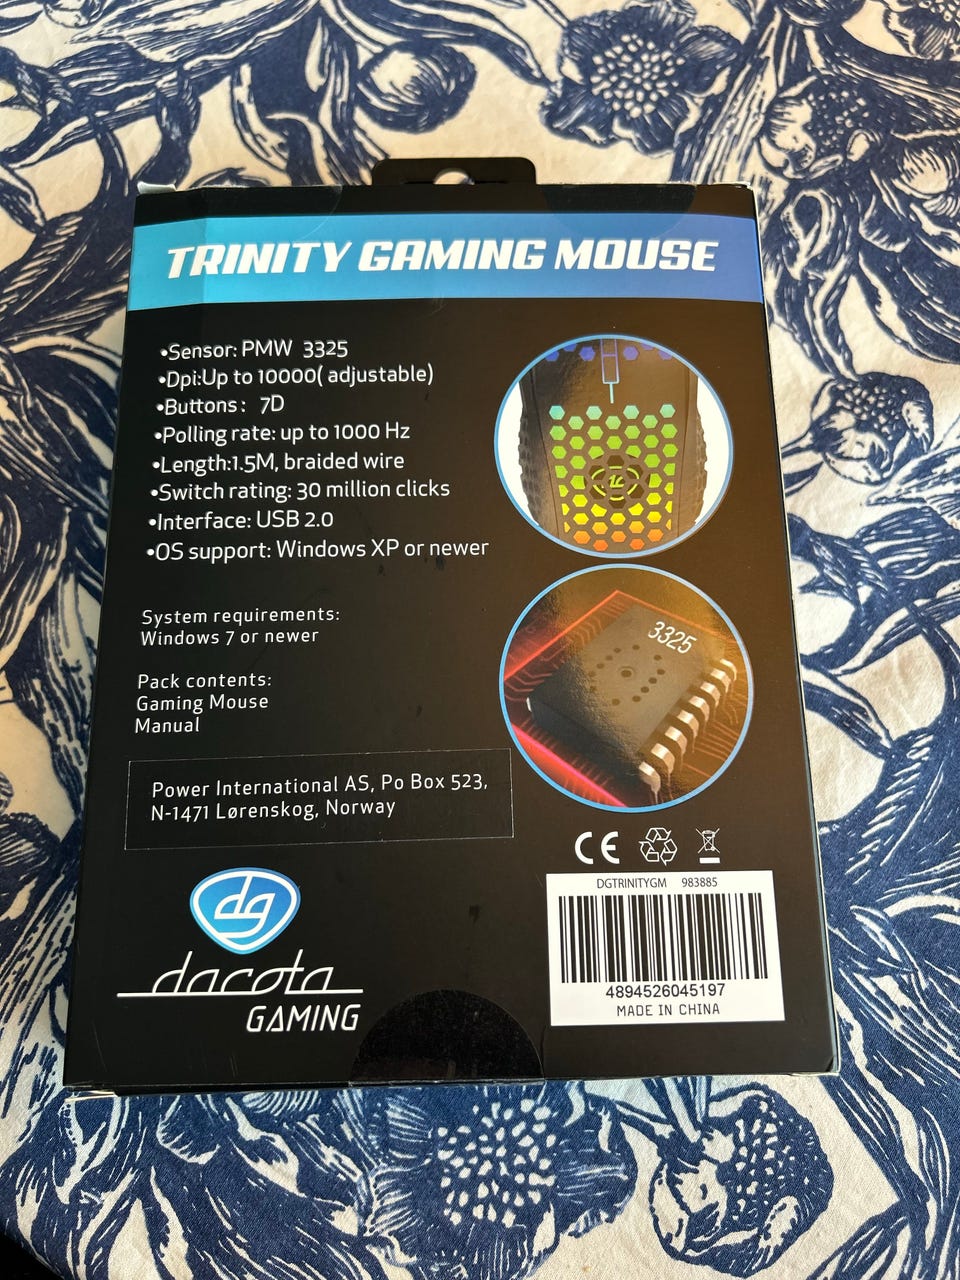 TRINITY GAMING MOUSE
•Sensor: PMW 3325
•Dpi:Up to 10000( adjustable)
•Buttons: 7D
•Polling rate: up to 1000 Hz
•Length:1.5M, braided wire
•Switch rating: 30 million clicks
•Interface: USB 2.0
•OS support: Windows XP or newer
System requirements:
Windows 7 or newer
Pack contents:
Gaming Mouse
Manual
Power International AS, Po Box 523,
N-1471 Lørenskog, Norway
3325
CE
DGTRINITYGM 983885
4894526045197
MADE IN CHINA
dg
dacota
GAMING